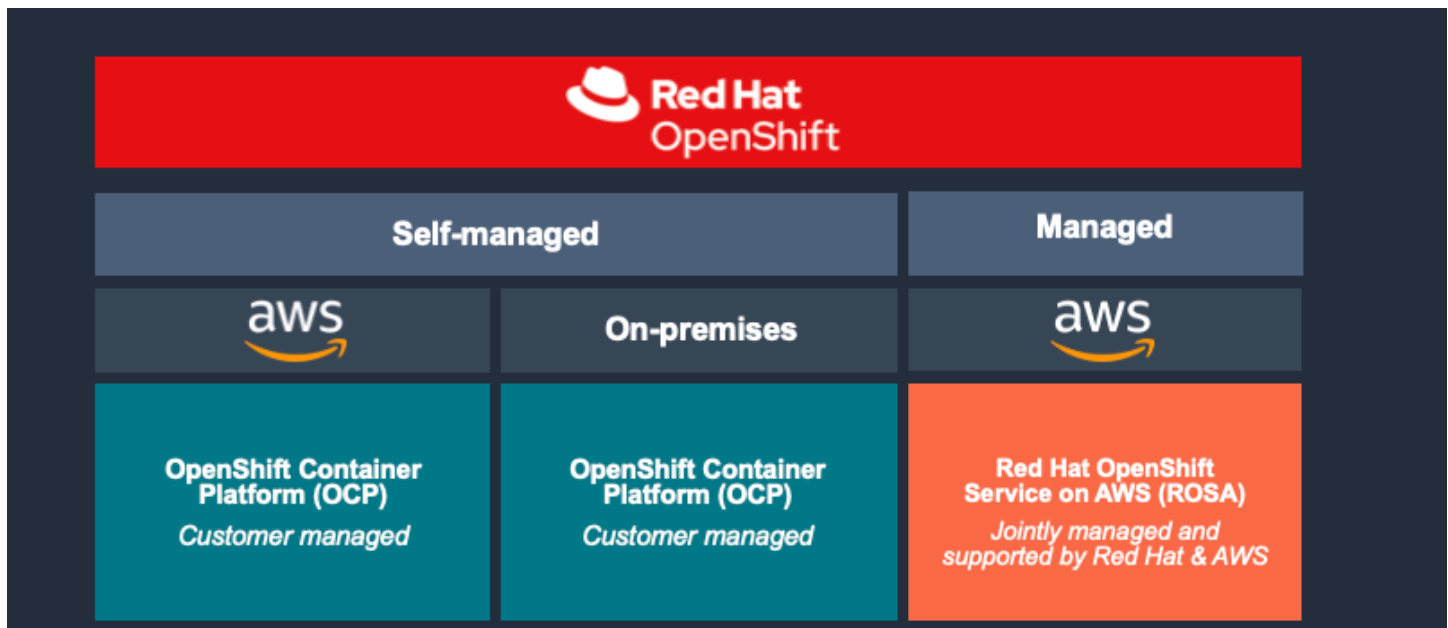 Red Hat
OpenShift
Self-managed
Managed
aws
On-premises
aws
OpenShift Container
Platform (OCP)
Customer managed
OpenShift Container
Platform (OCP)
Customer managed
Red Hat OpenShift
Service on AWS (ROSA)
Jointly managed and
supported by Red Hat & AWS